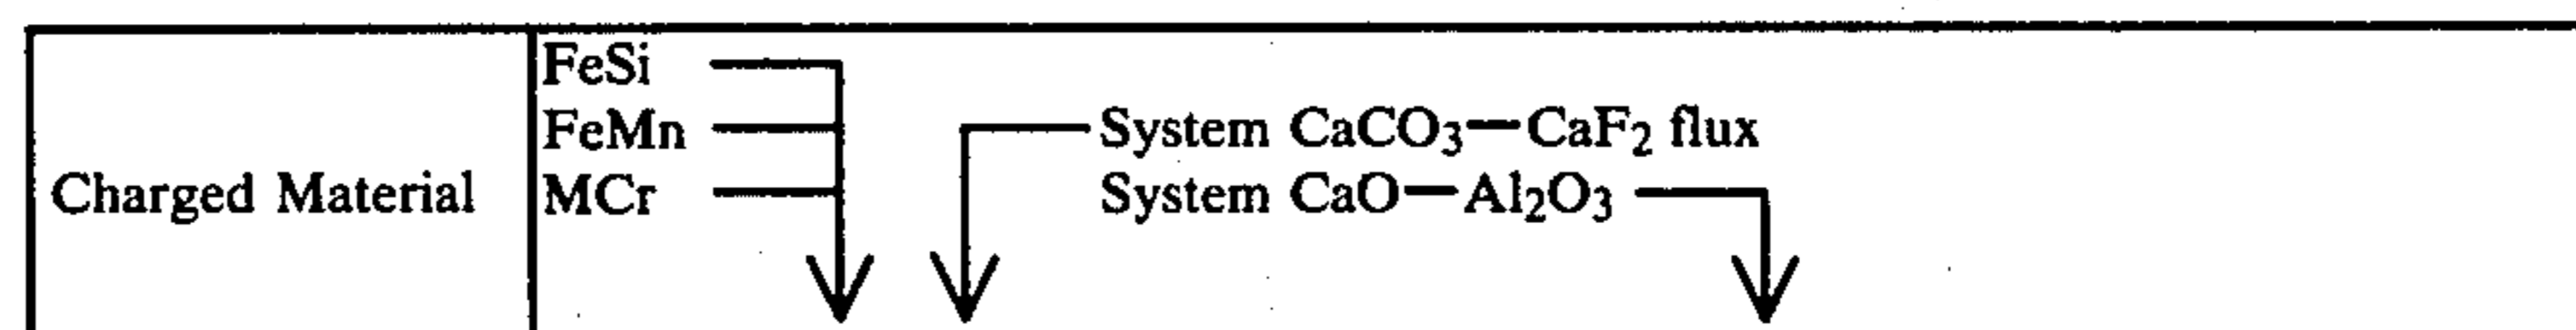 FeSi
FeMn
System CaCO₃—CaF₂ flux
Charged Material
MCr
System CaO—Al₂O₃